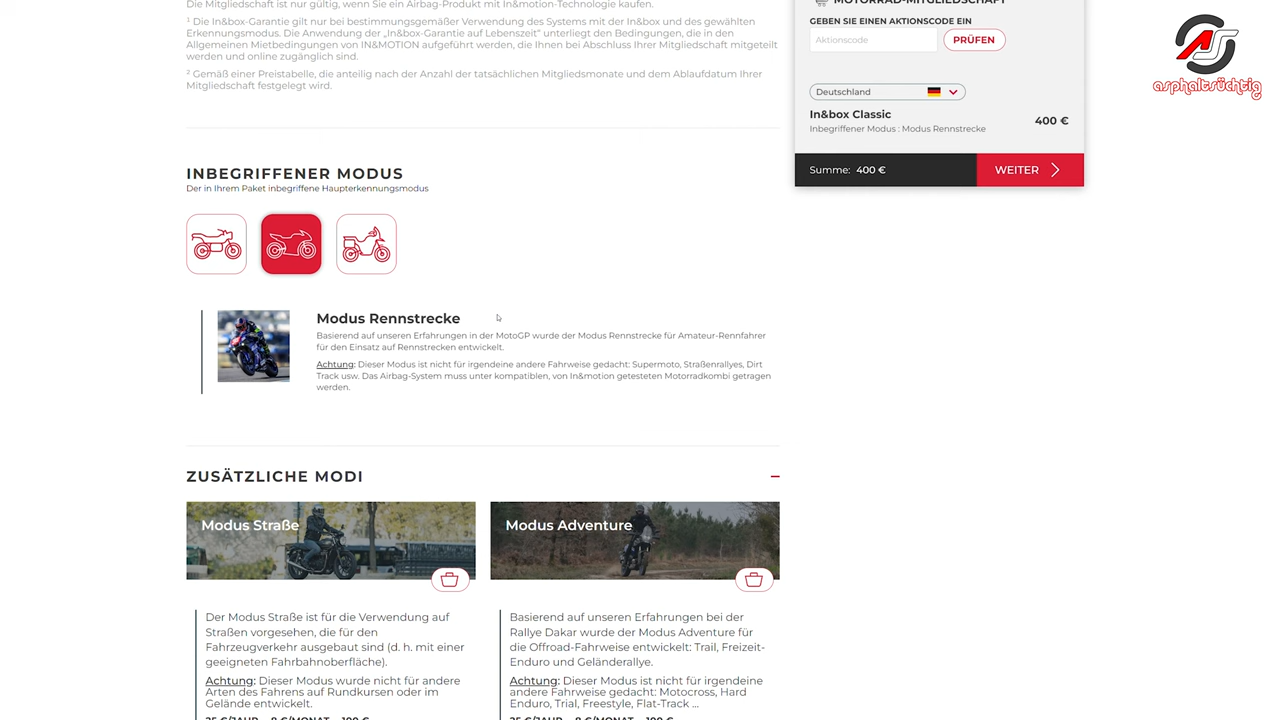 Die Mitgliedschaft ist nur gültig, wenn Sie ein Airbag-Produkt mit In&motion-Technologie kaufen.
¹ Die In&box-Garantie gilt nur bei bestimmungsgemäßer Verwendung des Systems mit der In&box und des gewählten
Erkennungsmodus. Die Anwendung der „In&box-Garantie auf Lebenszeit“ unterliegt den Bedingungen, die in den
Allgemeinen Mietbedingungen von IN&MOTION aufgeführt werden, die Ihnen bei Abschluss Ihrer Mitgliedschaft mitgeteilt
werden und online zugänglich sind.
² Gemäß einer Preistabelle, die anteilig nach der Anzahl der tatsächlichen Mitgliedsmonate und dem Ablaufdatum Ihrer
Mitgliedschaft festgelegt wird.
MOTORRAD-MITGLIEDSCHAFT
GEBEN SIE EINEN AKTIONSCODE EIN
Aktionscode
PRÜFEN
Deutschland
In&box Classic
400 €
Inbegriffener Modus : Modus Rennstrecke
Summe: 400 €
WEITER
asphaltsüchtig
INBEGRIFFENER MODUS
Der in Ihrem Paket inbegriffene Haupterkennungsmodus
Modus Rennstrecke
Basierend auf unseren Erfahrungen in der MotoGP wurde der Modus Rennstrecke für Amateur-Rennfahrer
für den Einsatz auf Rennstrecken entwickelt.
Achtung: Dieser Modus ist nicht für irgendeine andere Fahrweise gedacht: Supermoto, Straßenrallyes, Dirt
Track usw. Das Airbag-System muss unter kompatiblen, von In&motion getesteten Motorradkombi getragen
werden.
ZUSÄTZLICHE MODI
Modus Straße
Der Modus Straße ist für die Verwendung auf
Straßen vorgesehen, die für den
Fahrzeugverkehr ausgebaut sind (d. h. mit einer
geeigneten Fahrbahnoberfläche).
Achtung: Dieser Modus wurde nicht für andere
Arten des Fahrens auf Rundkursen oder im
Gelände entwickelt.
25 €/JAHR – 8 €/MONAT – 100 €
Modus Adventure
Basierend auf unseren Erfahrungen bei der
Rallye Dakar wurde der Modus Adventure für
die Offroad-Fahrweise entwickelt: Trail, Freizeit-
Enduro und Geländerallye.
Achtung: Dieser Modus ist nicht für irgendeine
andere Fahrweise gedacht: Motocross, Hard
Enduro, Trial, Freestyle, Flat-Track ...
25 €/JAHR – 8 €/MONAT – 100 €